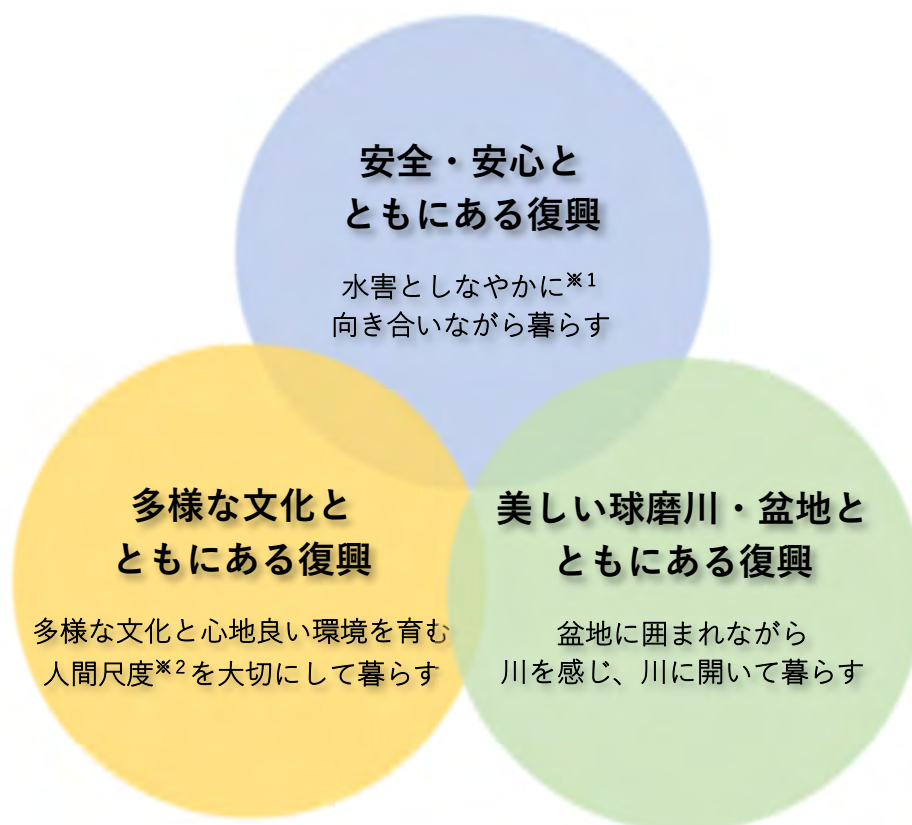 安全・安心と
ともにある復興
水害としなやかに※1
向き合いながら暮らす
多様な文化と
ともにある復興
多様な文化と心地良い環境を育む
人間尺度※2を大切にして暮らす
美しい球磨川・盆地と
ともにある復興
盆地に囲まれながら
川を感じ、川に開いて暮らす